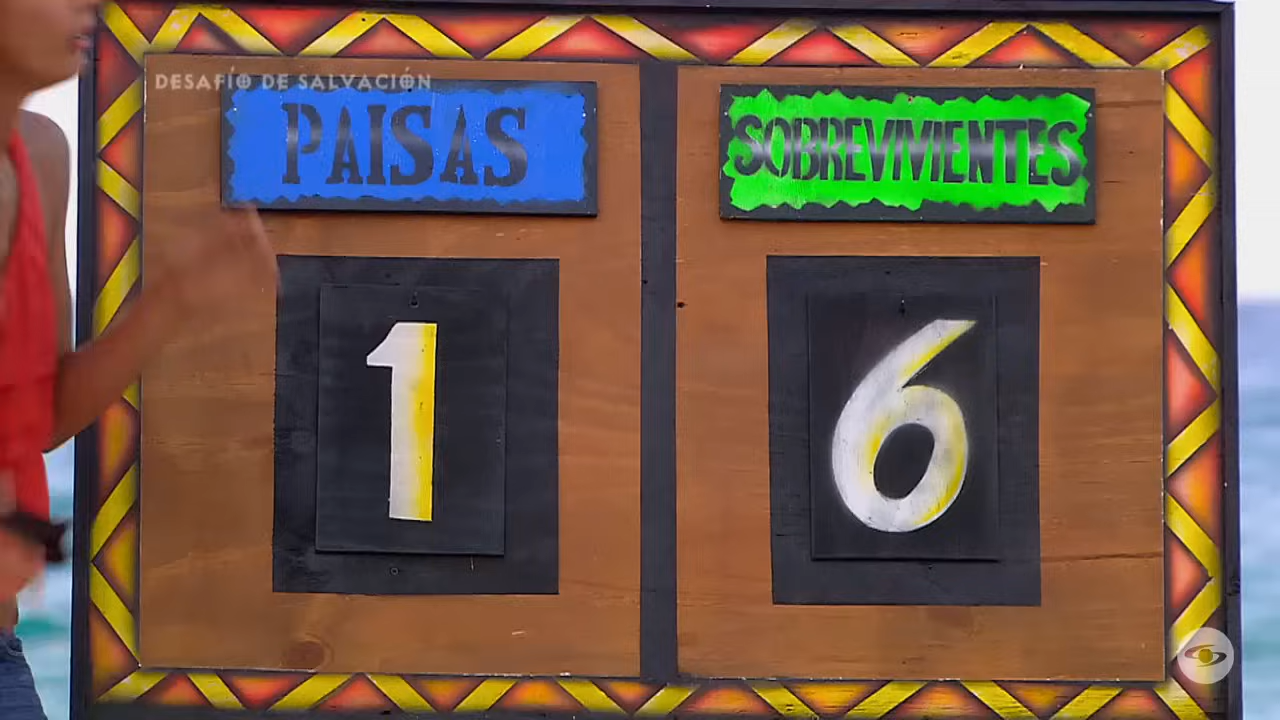 DESAFÍO DE SALVACIÓN
PAISAS
SOBREVIVIENTES
1
6